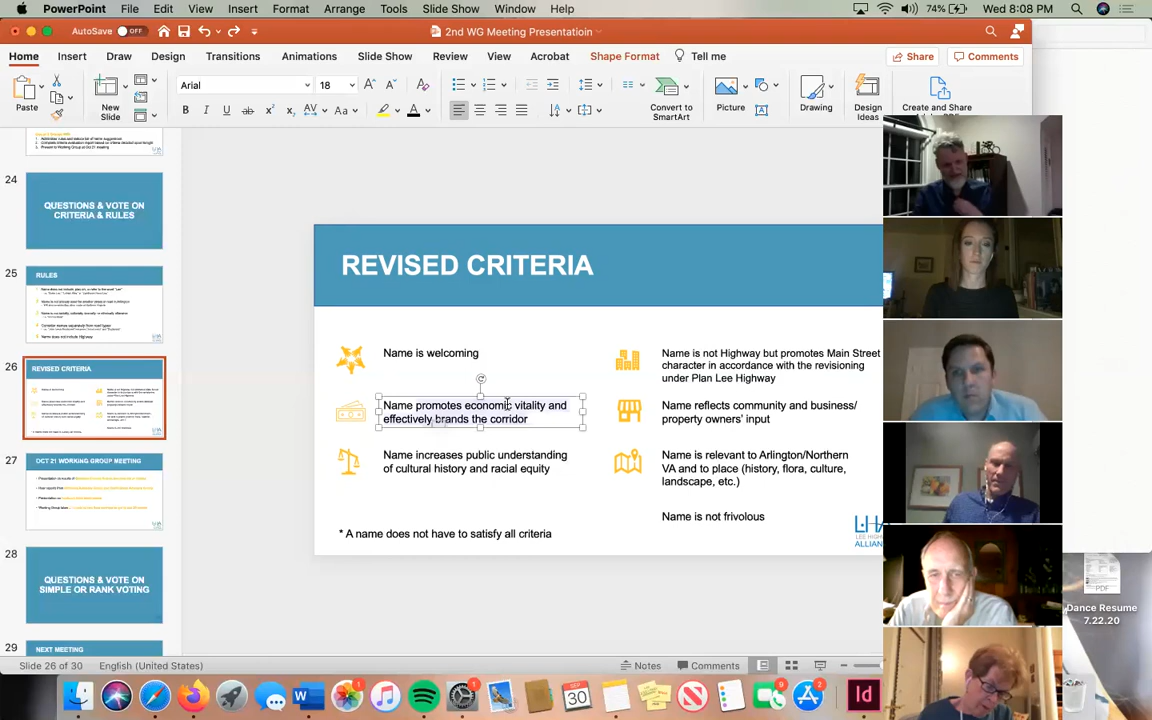 PowerPoint File Edit View Insert Format Arrange Tools Slide Show Window Help 74% Wed 8:08 PM
AutoSave OFF 2nd WG Meeting Presentatioin
Home Insert Draw Design Transitions Animations Slide Show Review View Acrobat Shape Format Tell me Share Comments
Arial 18
Paste New Slide Convert to SmartArt Picture Drawing Design Ideas Create and Share
24
QUESTIONS & VOTE ON
CRITERIA & RULES
25
RULES
26
REVISED CRITERIA
27
OCT 21 WORKING GROUP MEETING
28
QUESTIONS & VOTE ON
SIMPLE OR RANK VOTING
29
NEXT MEETING
REVISED CRITERIA
Name is welcoming
Name promotes economic vitality and
effectively brands the corridor
Name increases public understanding
of cultural history and racial equity
* A name does not have to satisfy all criteria
Name is not Highway but promotes Main Street
character in accordance with the revisioning
under Plan Lee Highway
Name reflects community and business/
property owners' input
Name is relevant to Arlington/Northern
VA and to place (history, flora, culture,
landscape, etc.)
Name is not frivolous
LEE HIGH
ALLIAN
PDF
Dance Resume
7.22.20
Slide 26 of 30 English (United States) Notes Comments
SEP
30
Id